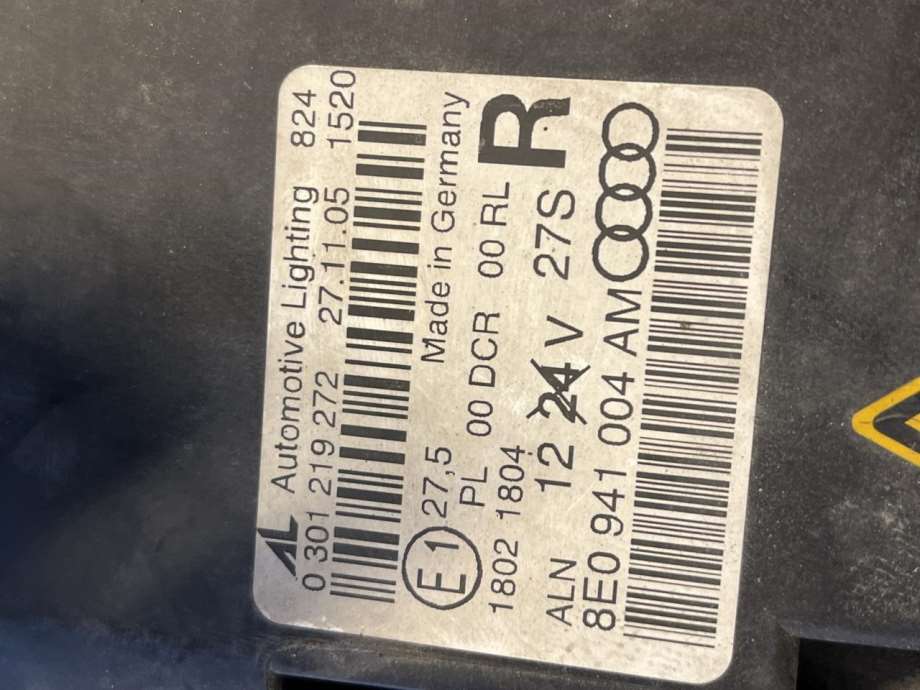 AL Automotive Lighting 824
0 301 219 272 27.11.05 1520
Made in Germany
E1 27,5
PL 00 DCR 00 RL R
1802 1804
ALN 12 24 V 27S
8E0 941 004 AM